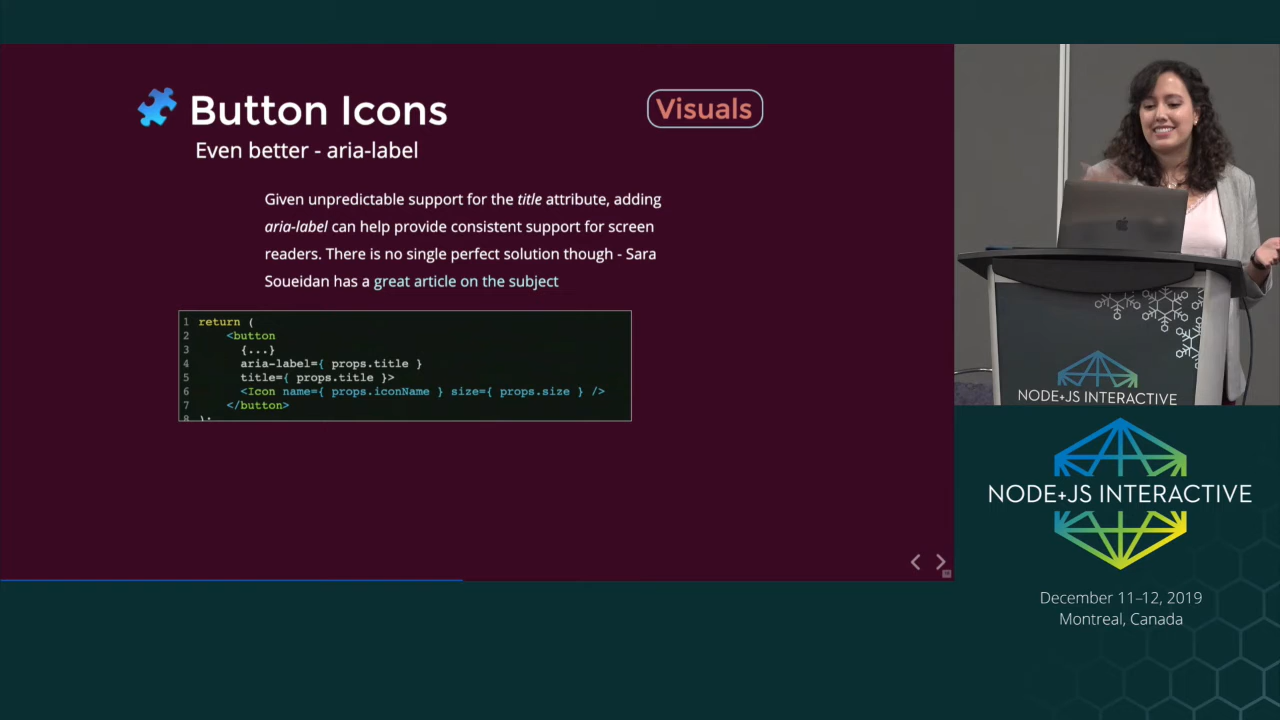 Button Icons
Visuals
Even better - aria-label
Given unpredictable support for the title attribute, adding
aria-label can help provide consistent support for screen
readers. There is no single perfect solution though - Sara
Soueidan has a great article on the subject
1 return (
2 <button
3 {...}
4 aria-label={ props.title }
5 title={ props.title }>
6 <Icon name={ props.iconName } size={ props.size } />
7 </button>
8 );
NODE+JS INTERACTIVE
NODE+JS INTERACTIVE
December 11–12, 2019
Montreal, Canada